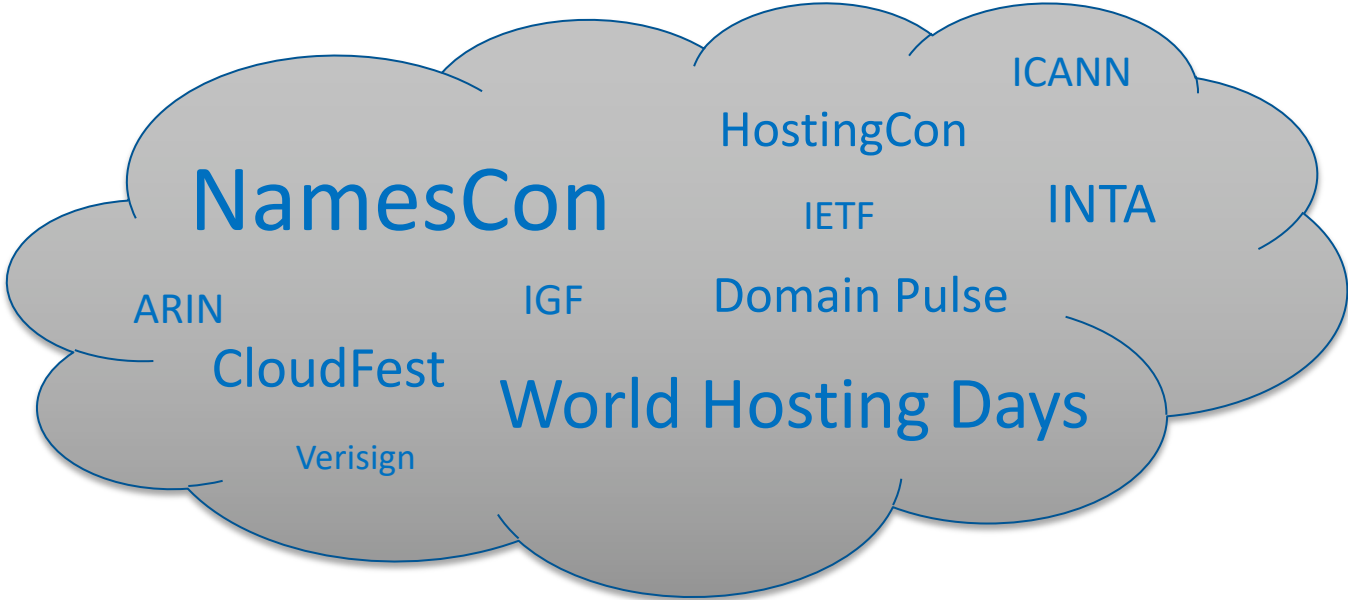 ICANN
HostingCon
NamesCon
INTA
IETF
ARIN
IGF
Domain Pulse
CloudFest
World Hosting Days
Verisign